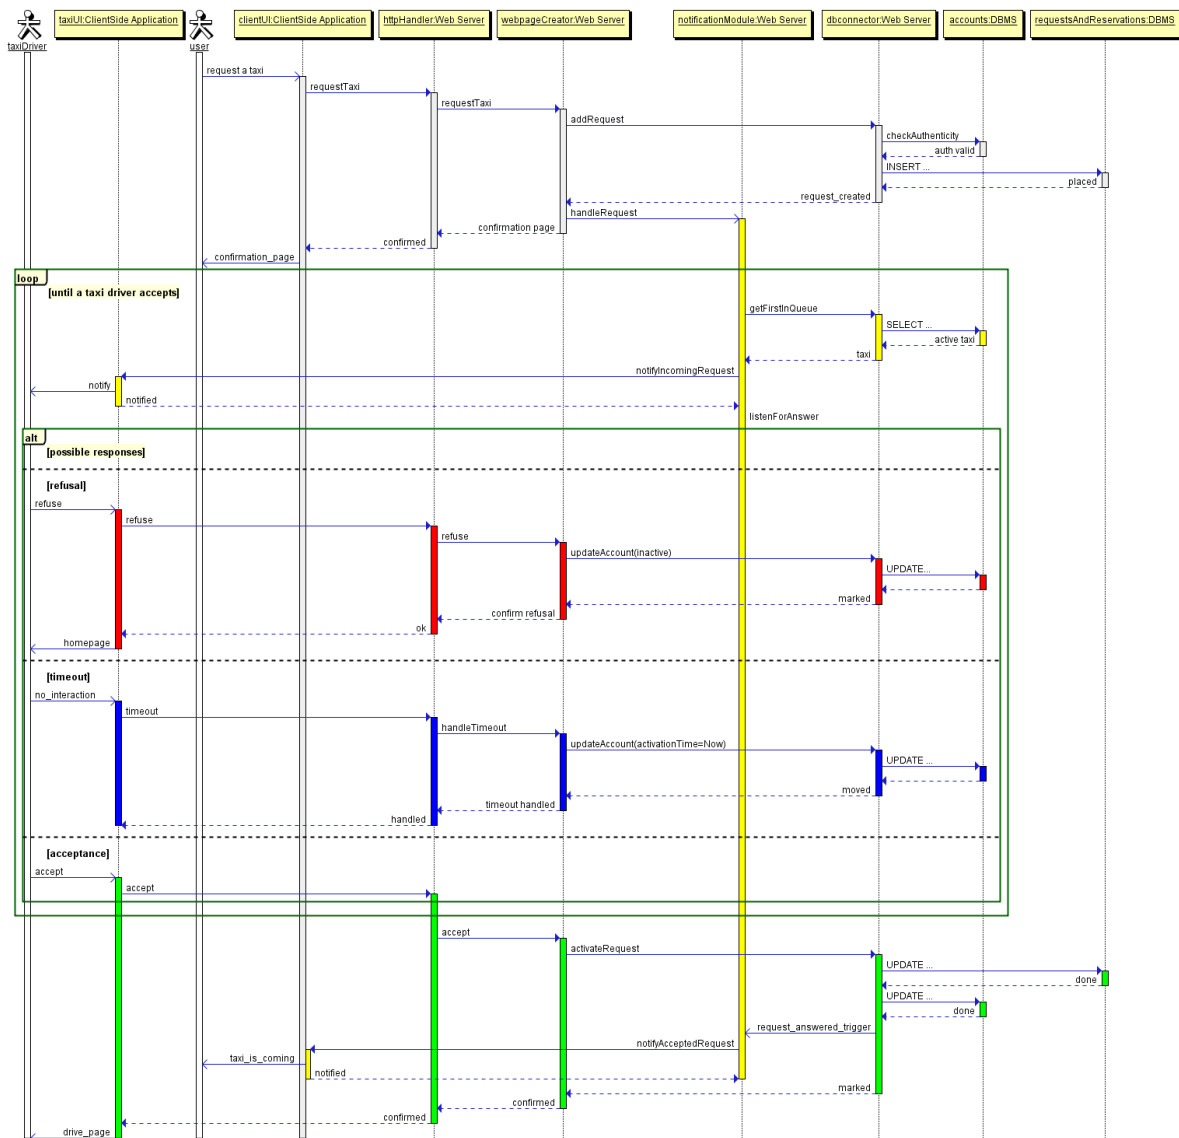 taxiDriver
taxiUI:ClientSide Application
user
clientUI:ClientSide Application
httpHandler:Web Server
webpageCreator:Web Server
notificationModule:Web Server
dbconnector:Web Server
accounts:DBMS
requestsAndReservations:DBMS
request a taxi
requestTaxi
requestTaxi
addRequest
checkAuthenticity
auth valid
INSERT ...
placed
request_created
handleRequest
confirmation page
confirmed
confirmation_page
loop
[until a taxi driver accepts]
getFirstInQueue
SELECT ...
active taxi
taxi
notifyIncomingRequest
notify
notified
listenForAnswer
alt
[possible responses]
[refusal]
refuse
refuse
refuse
updateAccount(inactive)
UPDATE...
marked
confirm refusal
ok
homepage
[timeout]
no_interaction
timeout
handleTimeout
updateAccount(activationTime=Now)
UPDATE ...
moved
timeout handled
handled
[acceptance]
accept
accept
accept
activateRequest
UPDATE ...
done
UPDATE ...
done
request_answered_trigger
notifyAcceptedRequest
taxi_is_coming
notified
marked
confirmed
confirmed
drive_page